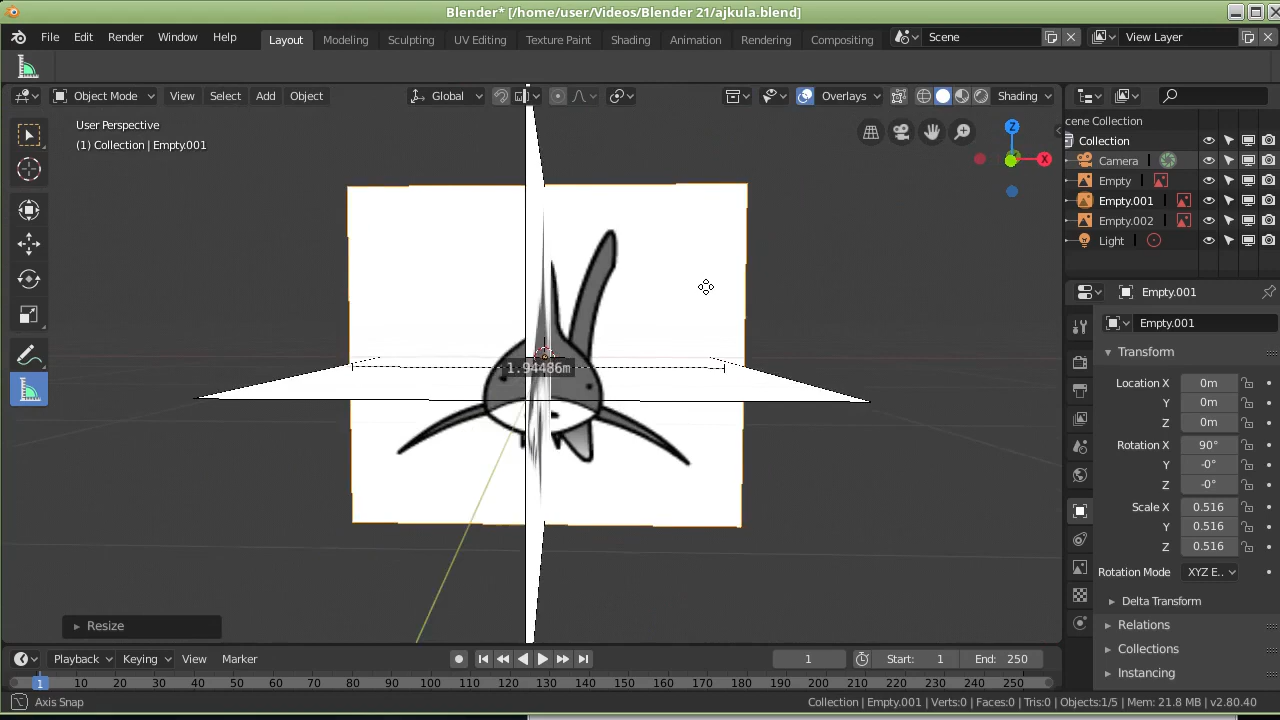 Blender* [/home/user/Videos/Blender 21/ajkula.blend]
File Edit Render Window Help Layout Modeling Sculpting UV Editing Texture Paint Shading Animation Rendering Compositing Scene View Layer
Object Mode View Select Add Object Global Overlays Shading
User Perspective
(1) Collection | Empty.001
Z
X
1.94486m
Resize
cene Collection
Collection
Camera
Empty
Empty.001
Empty.002
Light
Empty.001
Empty.001
Transform
Location X 0m
Y 0m
Z 0m
Rotation X 90°
Y -0°
Z -0°
Scale X 0.516
Y 0.516
Z 0.516
Rotation Mode XYZ E..
Delta Transform
Relations
Collections
Instancing
Playback Keying View Marker 1 Start: 1 End: 250
1 10 20 30 40 50 60 70 80 90 100 110 120 130 140 150 160 170 180 190 200 210 220 230 240 250
Axis Snap Collection | Empty.001 | Verts:0 | Faces:0 | Tris:0 | Objects:1/5 | Mem: 21.8 MB | v2.80.40